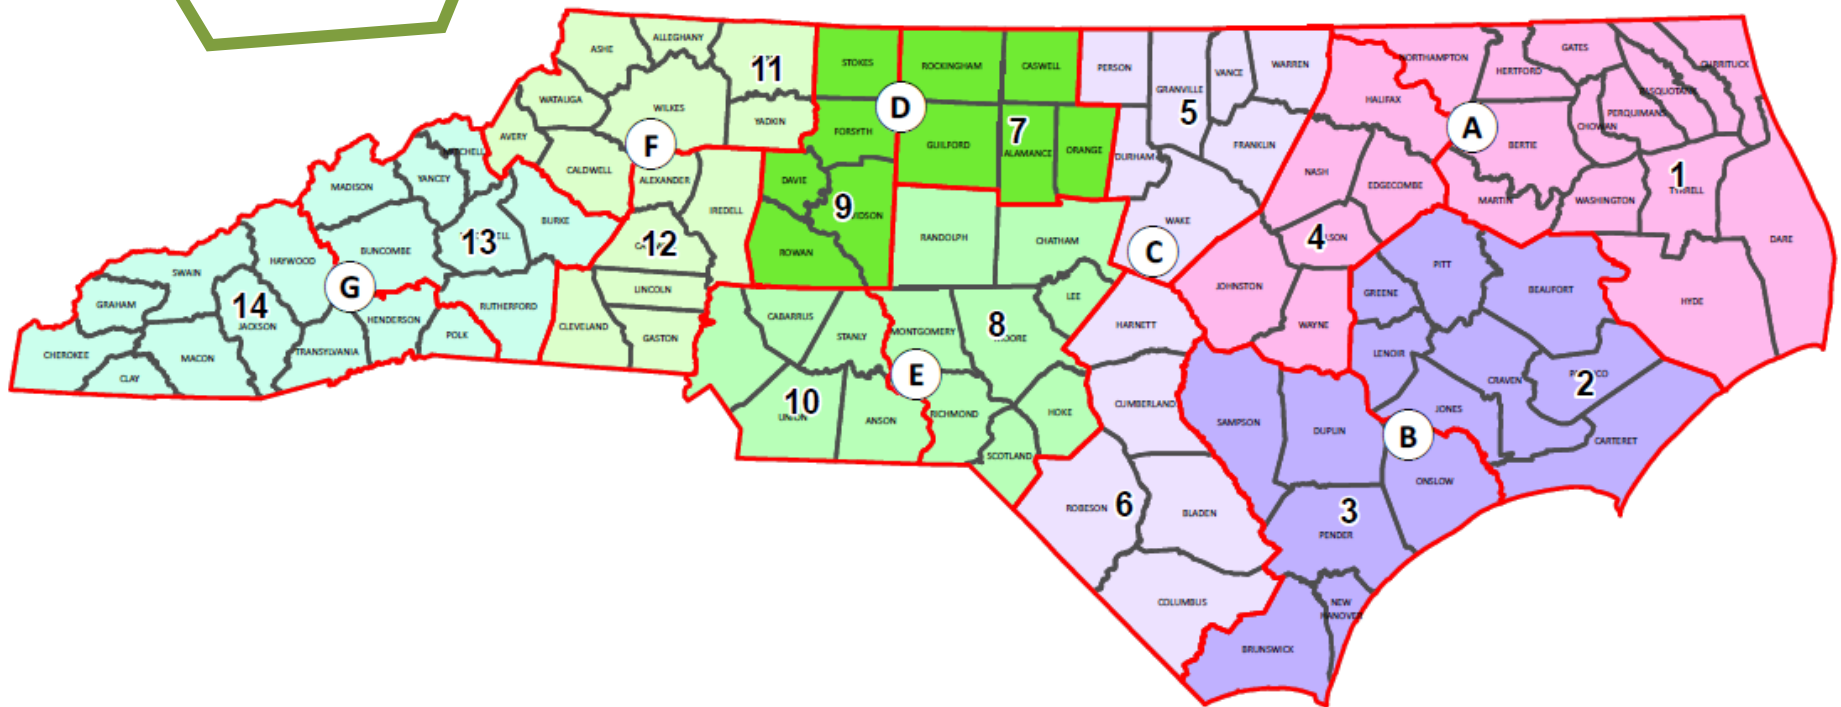 ASHE
ALLEGHANY
11
WATAUGA
WILKES
YADKIN
AVERY
F
CALDWELL
ALEXANDER
IREDELL
12
LINCOLN
CLEVELAND
GASTON
STOKES
ROCKINGHAM
CASWELL
D
FORSYTH
GUILFORD
7
ALAMANCE
ORANGE
DAVIE
9
ROWAN
PERSON
GRANVILLE
VANCE
WARREN
5
DURHAM
FRANKLIN
WAKE
C
HARNETT
CUMBERLAND
ROBESON
6
BLADEN
COLUMBUS
NORTHAMPTON
GATES
HERTFORD
CURRITUCK
PASQUOTANK
PERQUIMANS
CHOWAN
HALIFAX
A
BERTIE
NASH
EDGECOMBE
MARTIN
WASHINGTON
1
TYRRELL
DARE
HYDE
4
JOHNSTON
WAYNE
PITT
GREENE
BEAUFORT
LENOIR
CRAVEN
2
JONES
CARTERET
B
SAMPSON
DUPLIN
ONSLOW
3
PENDER
NEW
HANOVER
BRUNSWICK
RANDOLPH
CHATHAM
LEE
CABARRUS
STANLY
MONTGOMERY
8
MOORE
E
10
UNION
ANSON
RICHMOND
HOKE
SCOTLAND
MITCHELL
MADISON
YANCEY
BURKE
BUNCOMBE
13
HAYWOOD
SWAIN
G
GRAHAM
14
JACKSON
HENDERSON
RUTHERFORD
POLK
CHEROKEE
MACON
TRANSYLVANIA
CLAY